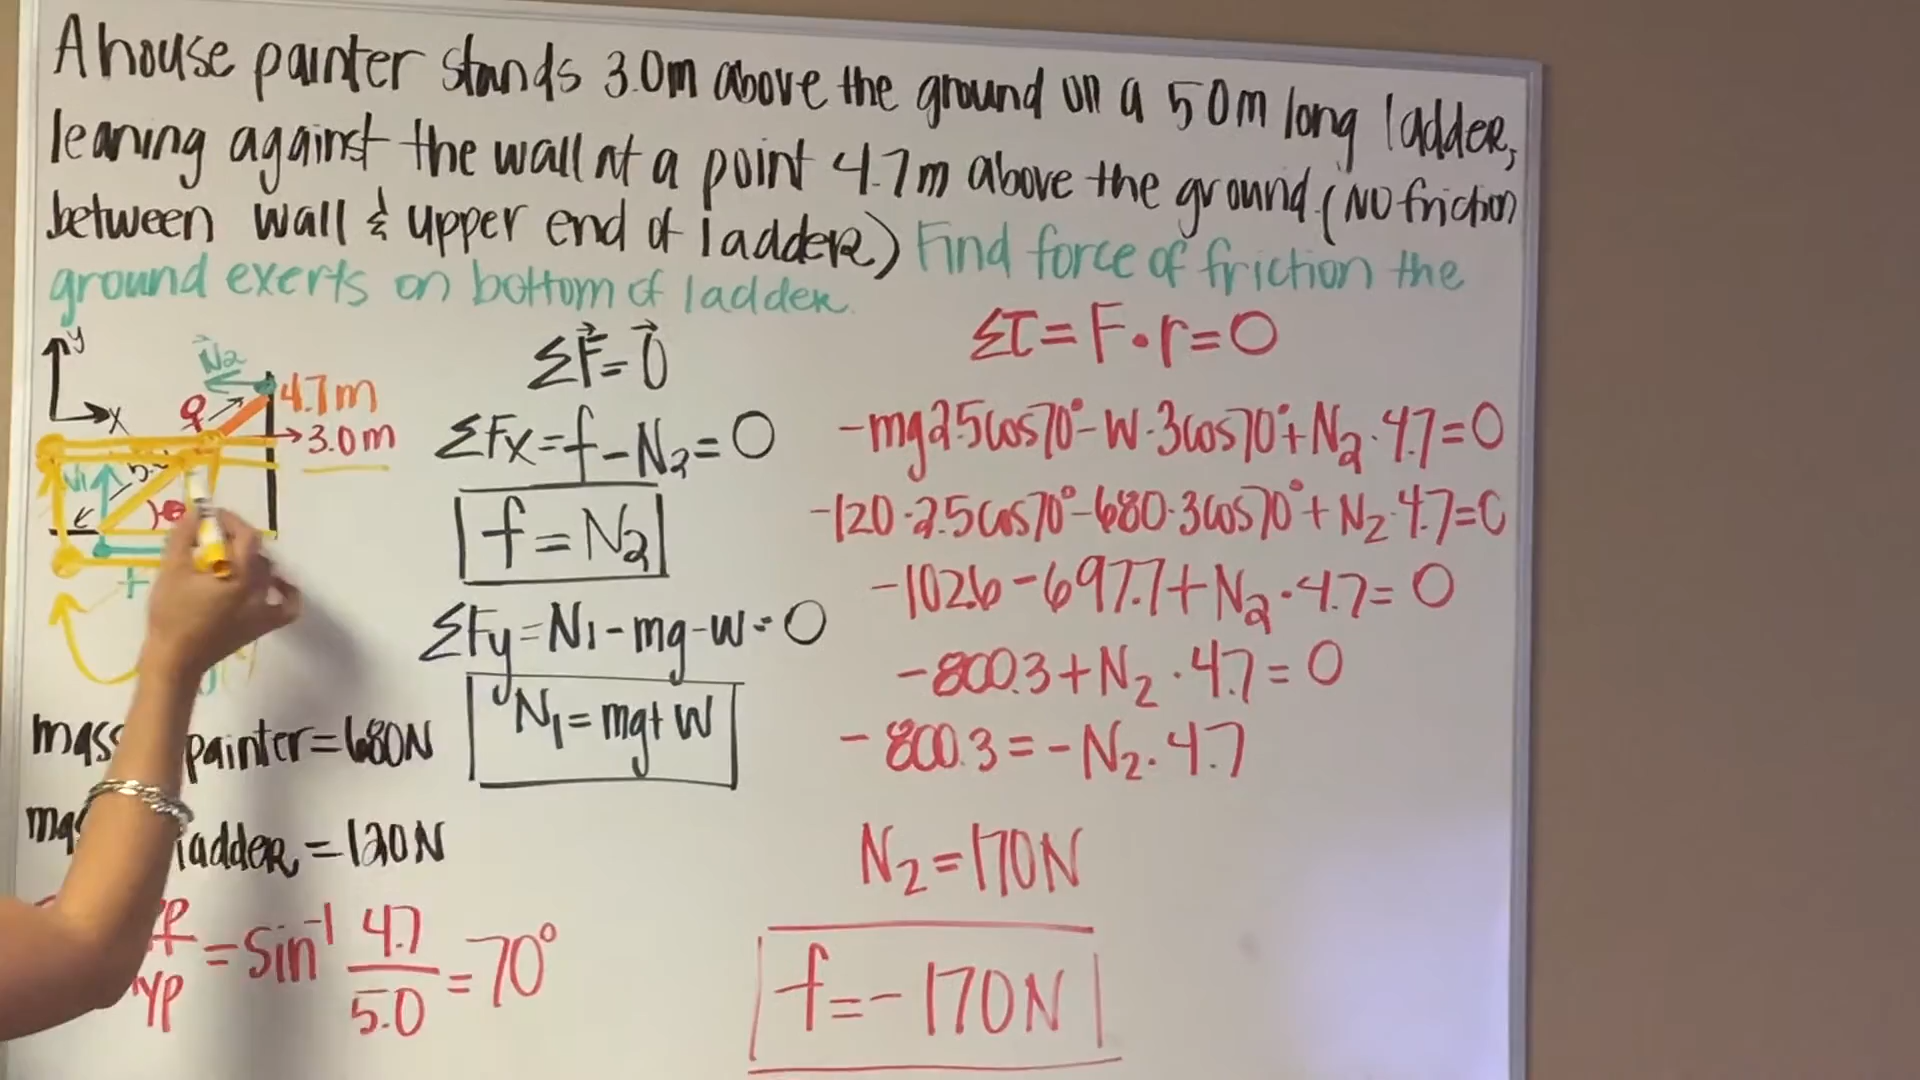 A house painter stands 3.0m above the ground on a 5.0m long ladder,
leaning against the wall at a point 4.7m above the ground. (No friction
between wall & upper end of ladder) Find force of friction the
ground exerts on bottom of ladder.
y
x
N2
4.7m
3.0m
N1
5.0
θ
+
ΣF=0
ΣFx=f-N2=0
f=N2
ΣFy=N1-mg-W=0
N1=mg+W
mass painter=680N
ladder=120N
=Sin-1 4.7/5.0=70°
Στ=F·r=0
-mg2.5cos70°-W·3cos70°+N2·4.7=0
-120·2.5cos70°-680·3cos70°+N2·4.7=0
-102.6-697.7+N2·4.7=0
-800.3+N2·4.7=0
-800.3=-N2·4.7
N2=170N
f=-170N